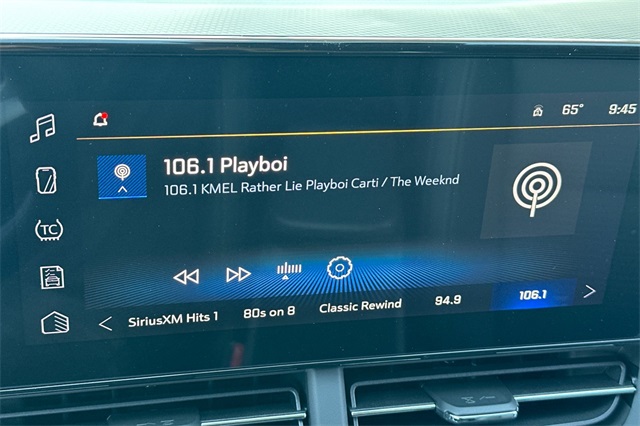 65° 9:45
106.1 Playboi
106.1 KMEL Rather Lie Playboi Carti / The Weeknd
TC
SiriusXM Hits 1 80s on 8 Classic Rewind 94.9 106.1